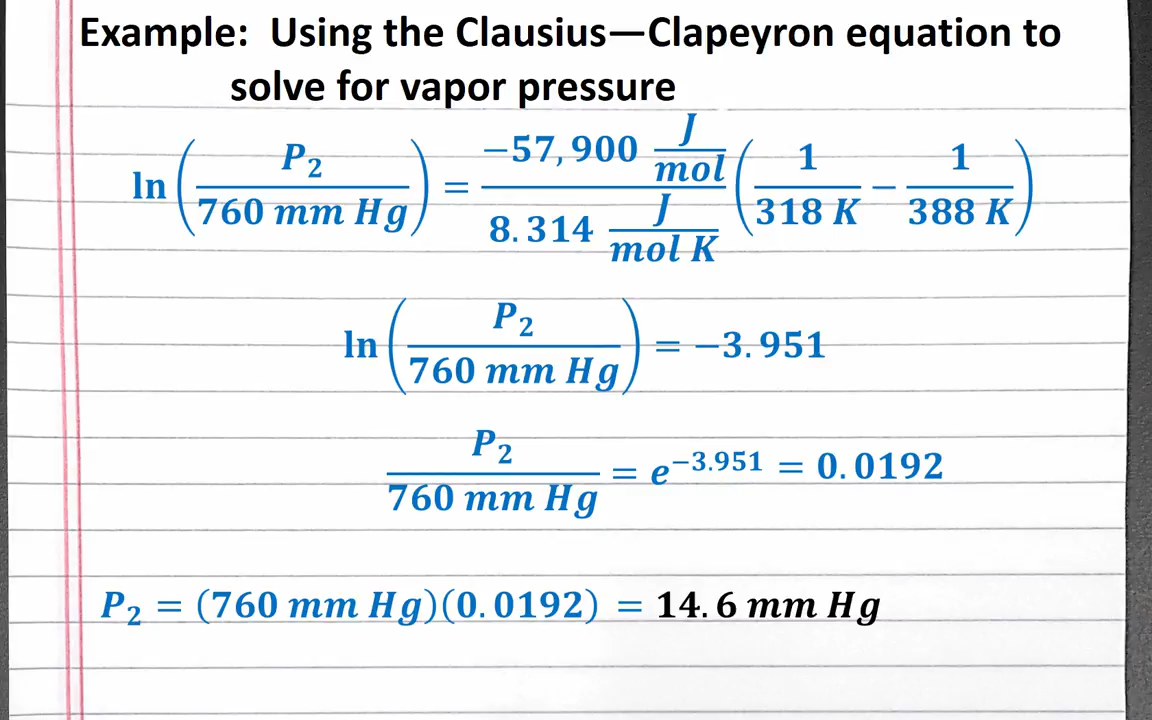 Example: Using the Clausius—Clapeyron equation to
solve for vapor pressure
ln(P₂/760 mm Hg) = (−57,900 J/mol)/(8.314 J/mol K) (1/318 K − 1/388 K)
ln(P₂/760 mm Hg) = −3.951
P₂/760 mm Hg = e^−3.951 = 0.0192
P₂ = (760 mm Hg)(0.0192) = 14.6 mm Hg